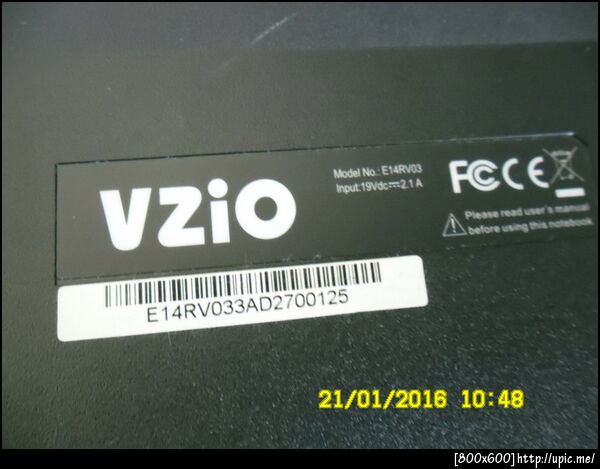 VZiO
Model No.: E14RV03
Input:19Vdc⎓2.1A
FC CE
Please read user's manual
before using this notebook
E14RV033AD2700125
21/01/2016 10:48
[800x600]http://upic.me/